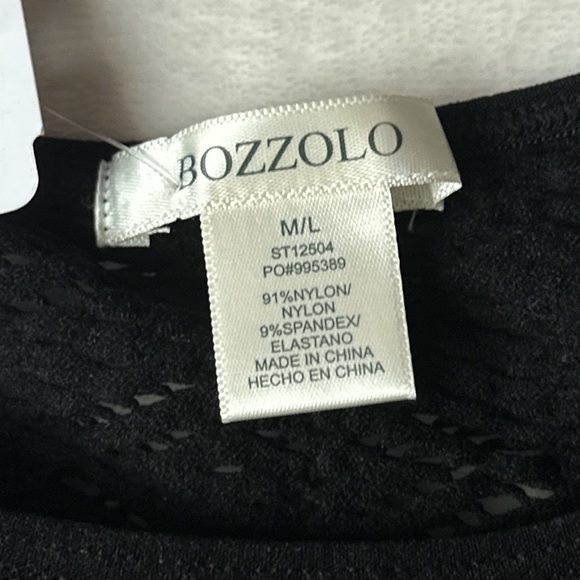 BOZZOLO
M/L
ST12504
PO#995389
91%NYLON/
NYLON
9%SPANDEX/
ELASTANO
MADE IN CHINA
HECHO EN CHINA